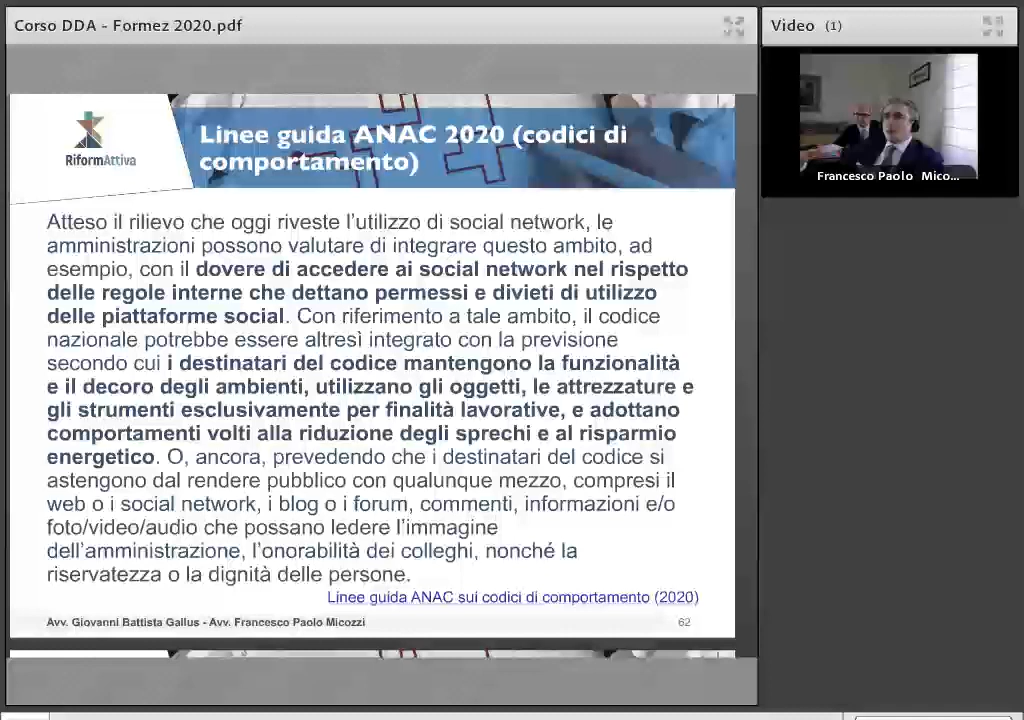 Corso DDA - Formez 2020.pdf
Video (1)
RiformAttiva
Linee guida ANAC 2020 (codici di
comportamento)
Atteso il rilievo che oggi riveste l'utilizzo di social network, le
amministrazioni possono valutare di integrare questo ambito, ad
esempio, con il dovere di accedere ai social network nel rispetto
delle regole interne che dettano permessi e divieti di utilizzo
delle piattaforme social. Con riferimento a tale ambito, il codice
nazionale potrebbe essere altresì integrato con la previsione
secondo cui i destinatari del codice mantengono la funzionalità
e il decoro degli ambienti, utilizzano gli oggetti, le attrezzature e
gli strumenti esclusivamente per finalità lavorative, e adottano
comportamenti volti alla riduzione degli sprechi e al risparmio
energetico. O, ancora, prevedendo che i destinatari del codice si
astengono dal rendere pubblico con qualunque mezzo, compresi il
web o i social network, i blog o i forum, commenti, informazioni e/o
foto/video/audio che possano ledere l'immagine
dell'amministrazione, l'onorabilità dei colleghi, nonché la
riservatezza o la dignità delle persone.
Linee guida ANAC sui codici di comportamento (2020)
Avv. Giovanni Battista Gallus - Avv. Francesco Paolo Micozzi
62
Francesco Paolo Mico...